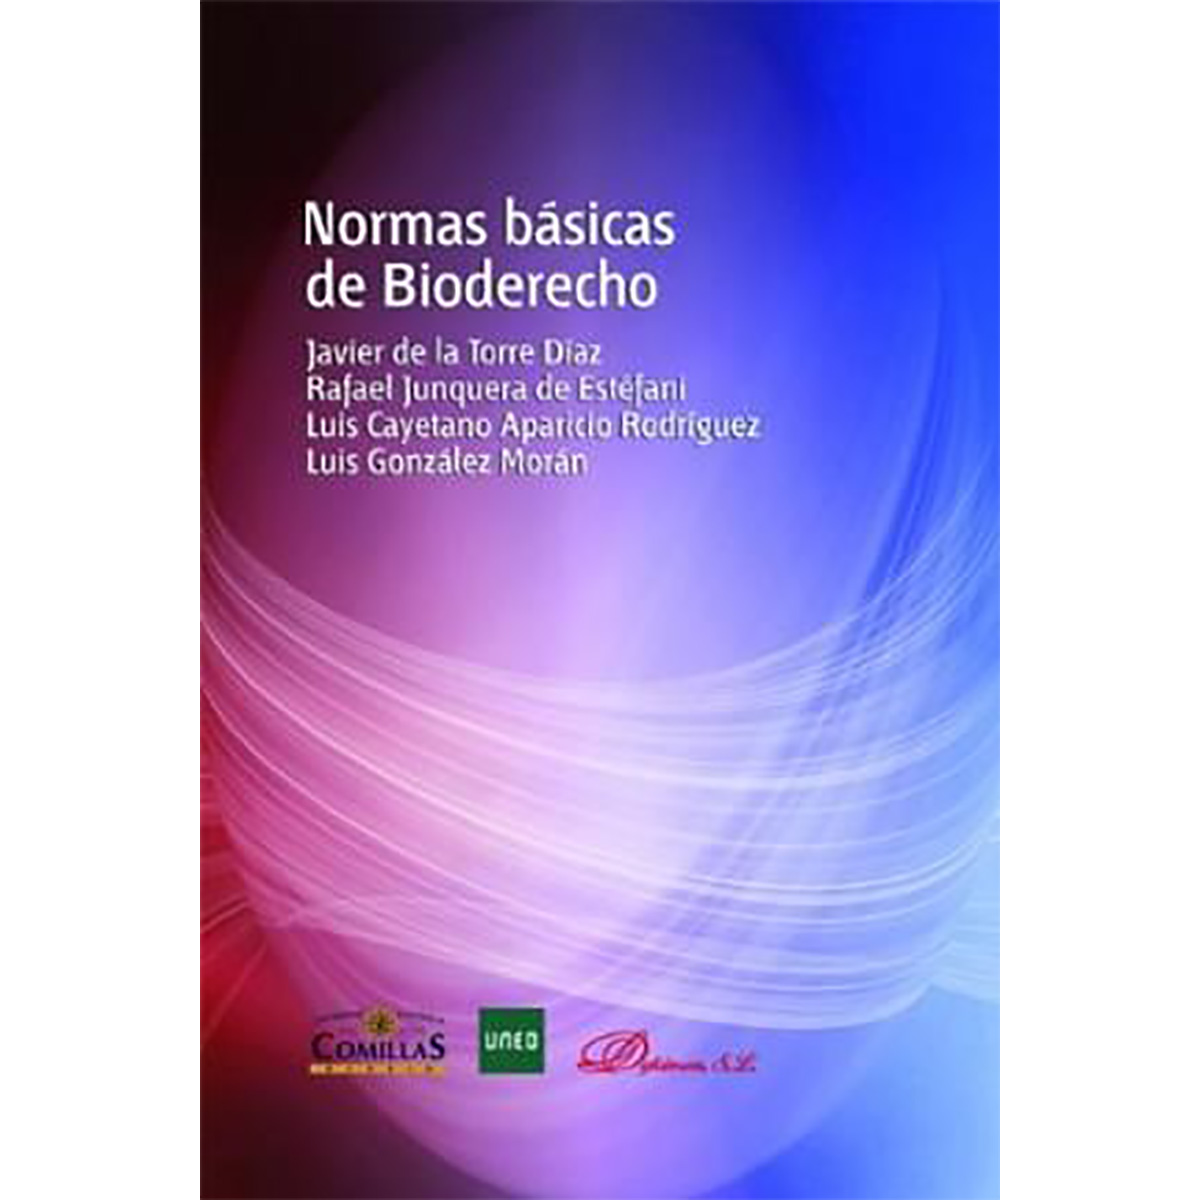 Normas básicas
de Bioderecho
Javier de la Torre Díaz
Rafael Junquera de Estéfani
Luis Cayetano Aparicio Rodríguez
Luis González Morán
COMILLAS
UNED
Dykinson, S.L.